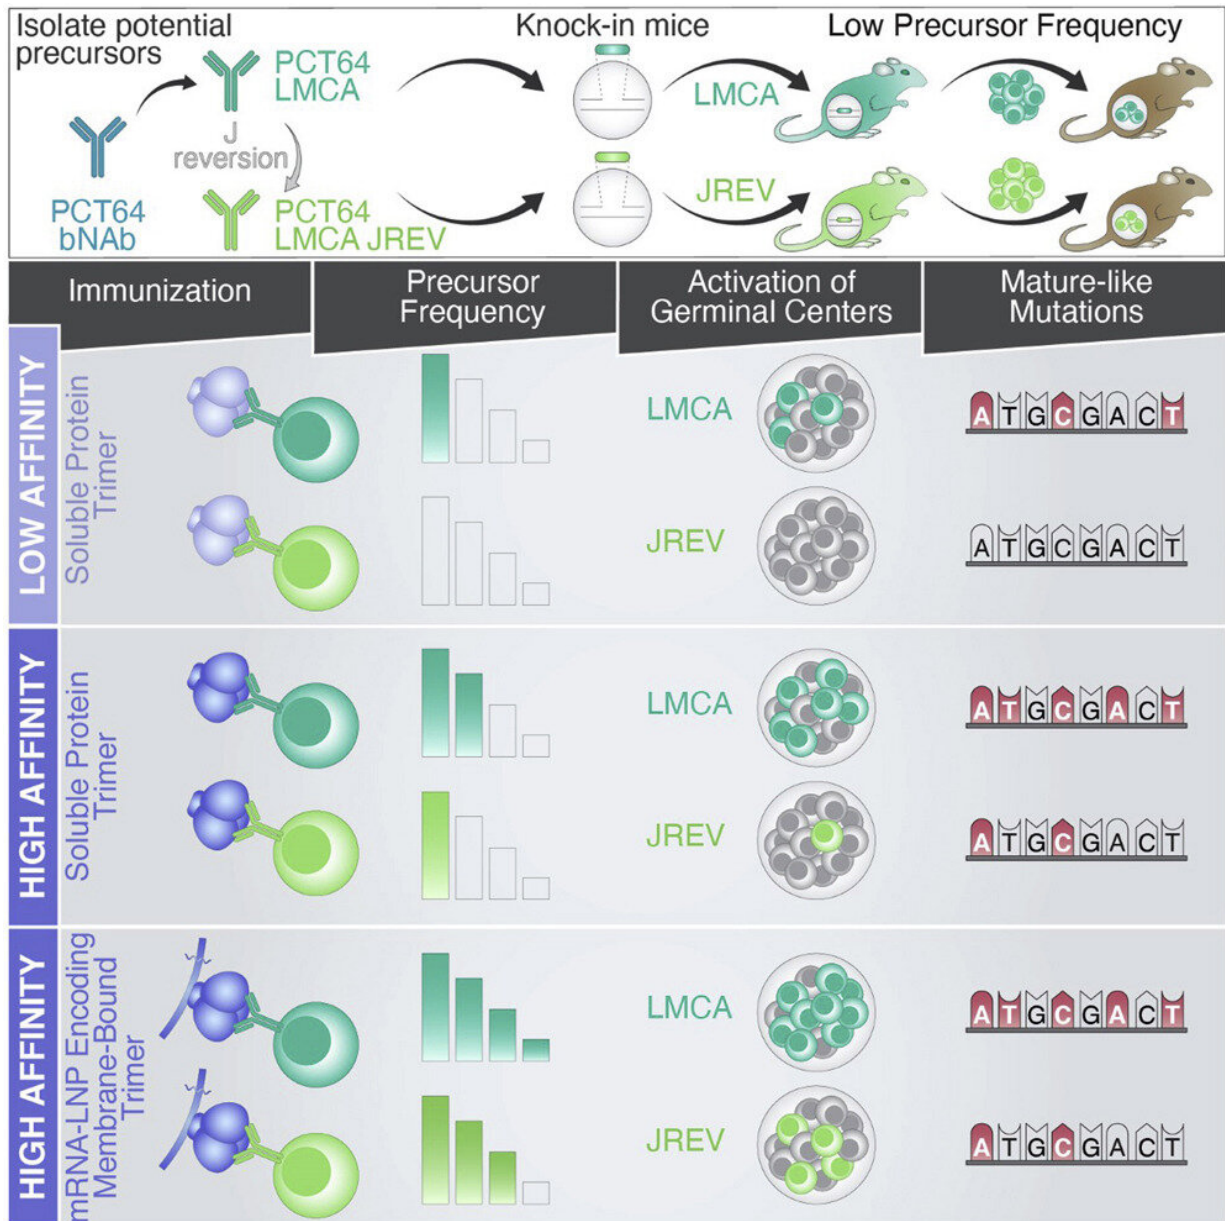 Isolate potential
precursors
PCT64
LMCA
J
reversion
PCT64
bNAb
PCT64
LMCA JREV
Knock-in mice
LMCA
JREV
Low Precursor Frequency
Immunization
Precursor
Frequency
Activation of
Germinal Centers
Mature-like
Mutations
LOW AFFINITY
Soluble Protein
Trimer
LMCA
ATGCGACT
JREV
ATGCGACT
HIGH AFFINITY
Soluble Protein
Trimer
LMCA
ATGCGACT
JREV
ATGCGACT
HIGH AFFINITY
mRNA-LNP Encoding
Membrane-Bound
Trimer
LMCA
ATGCGACT
JREV
ATGCGACT